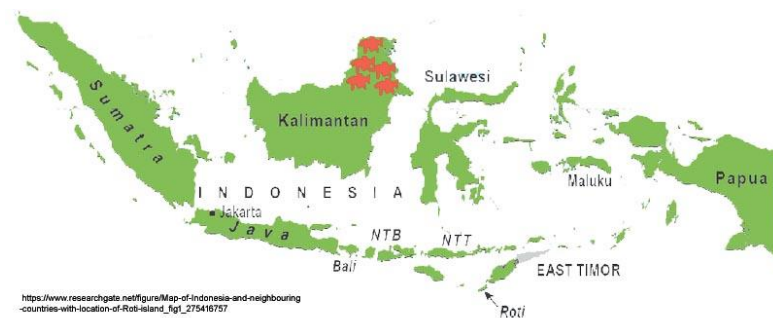 Sulawesi
Sumatra
Kalimantan
Papua
Maluku
INDONESIA
Jakarta
Java
NTB
NTT
Bali
EAST TIMOR
Roti
https://www.researchgate.net/figure/Map-of-Indonesia-and-neighbouring
-countries-with-location-of-Roti-island_fig1_275416757